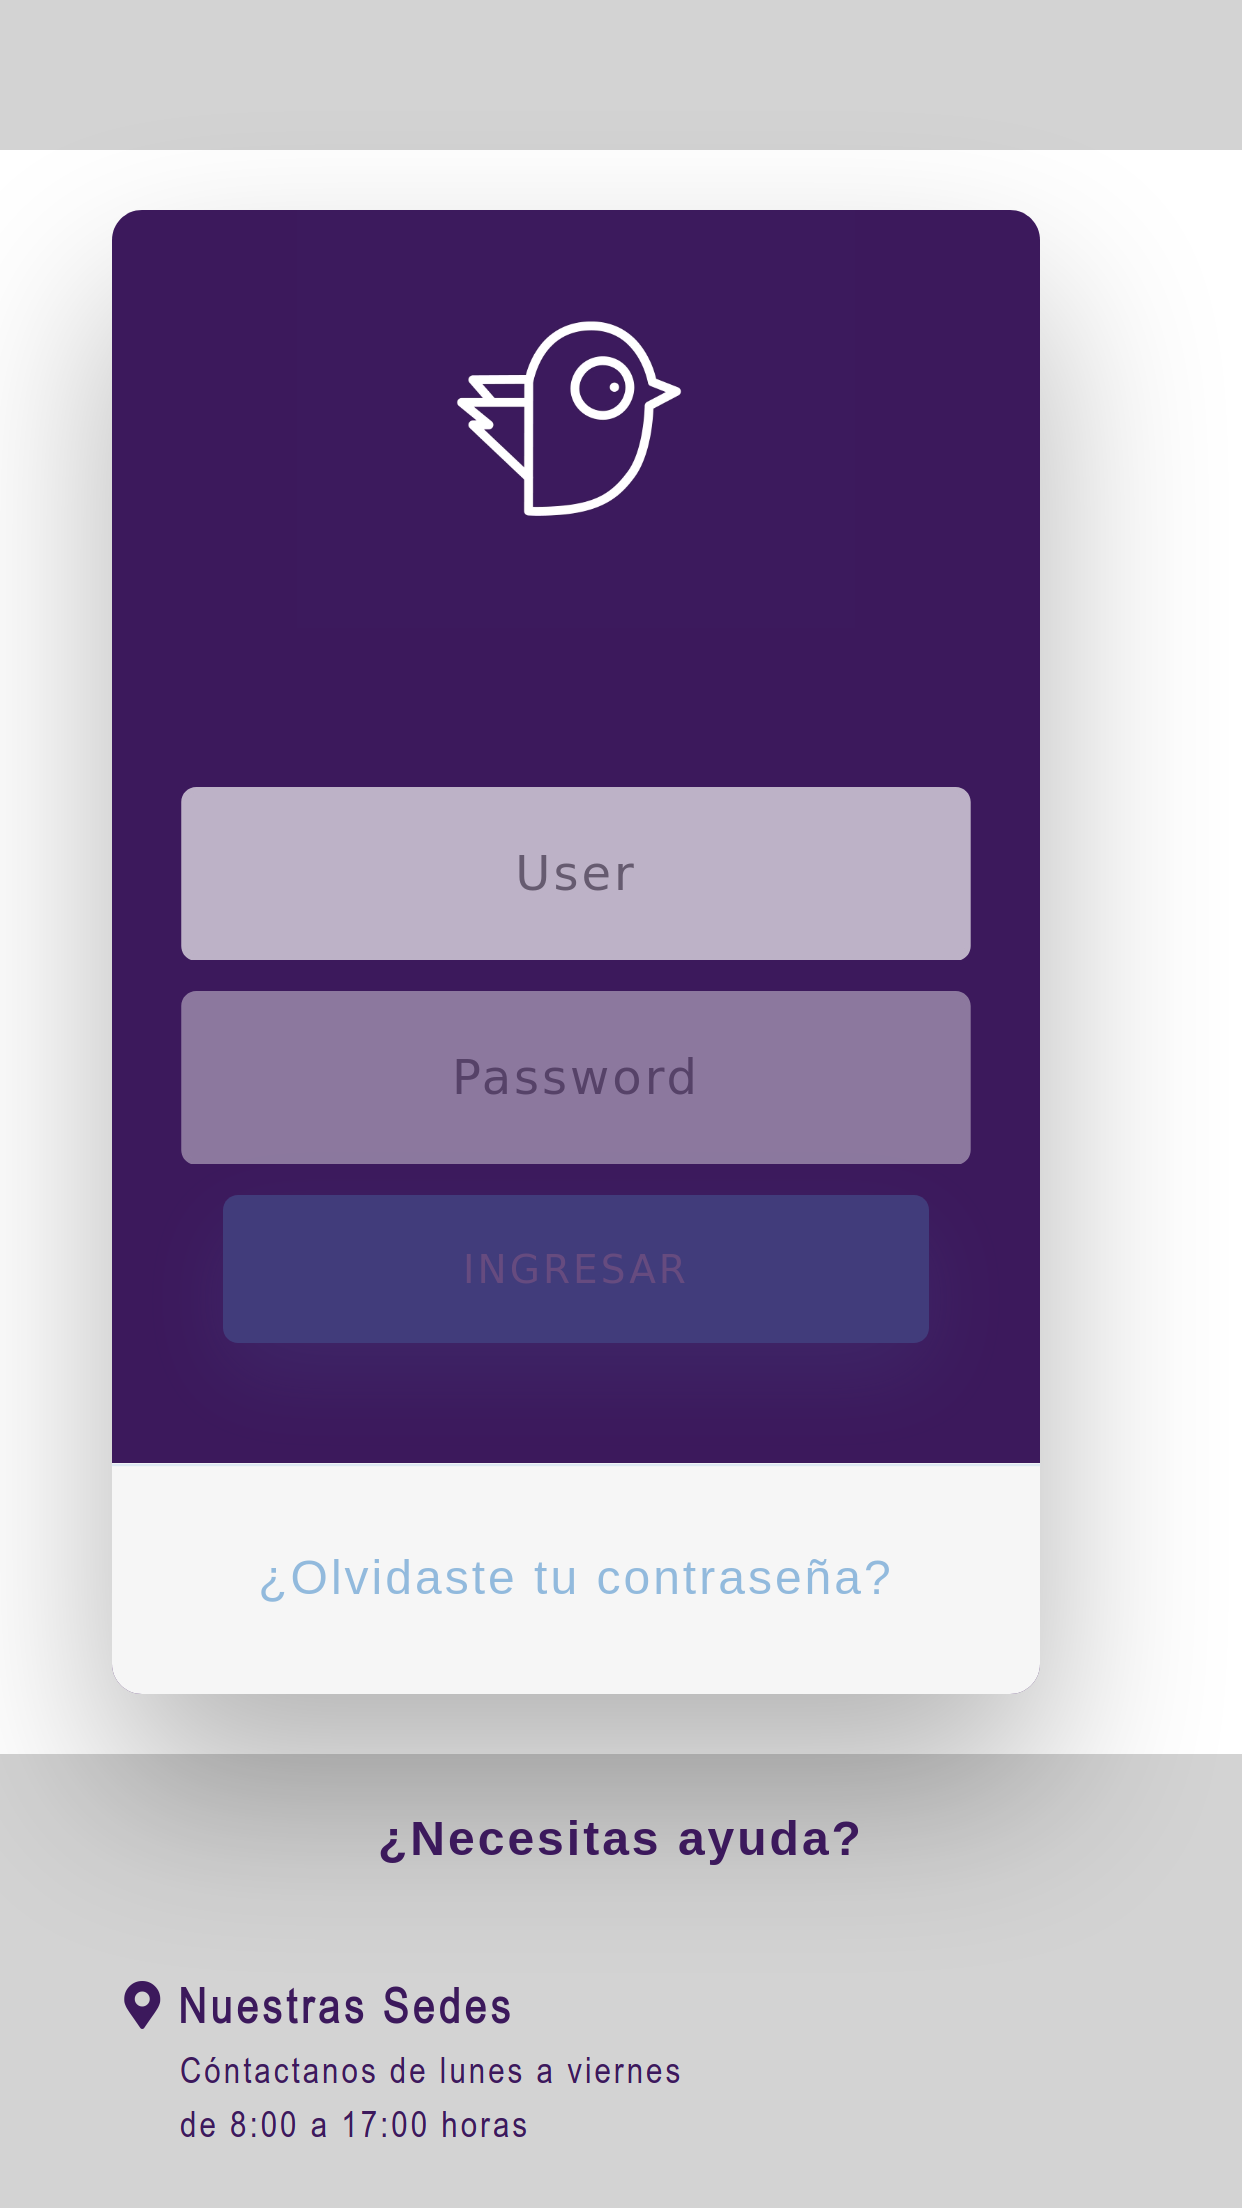 User
Password
INGRESAR
¿Olvidaste tu contraseña?
¿Necesitas ayuda?
Nuestras Sedes
Cóntactanos de lunes a viernes
de 8:00 a 17:00 horas